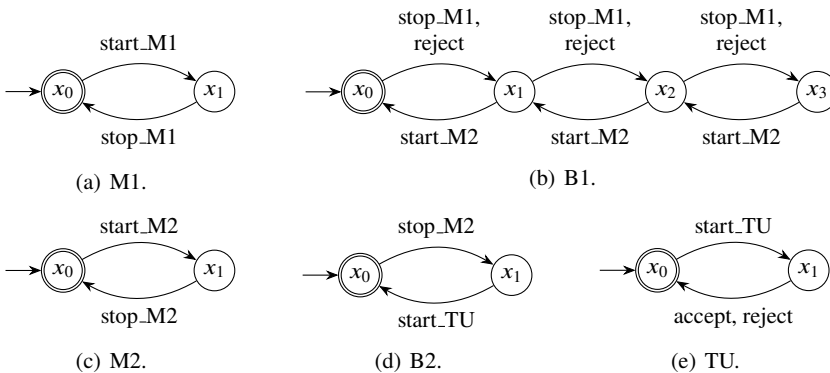 start_M1
x0
x1
stop_M1
(a) M1.
stop_M1, reject
stop_M1, reject
stop_M1, reject
x0
x1
x2
x3
start_M2
start_M2
start_M2
(b) B1.
start_M2
x0
x1
stop_M2
(c) M2.
stop_M2
x0
x1
start_TU
(d) B2.
start_TU
x0
x1
accept, reject
(e) TU.